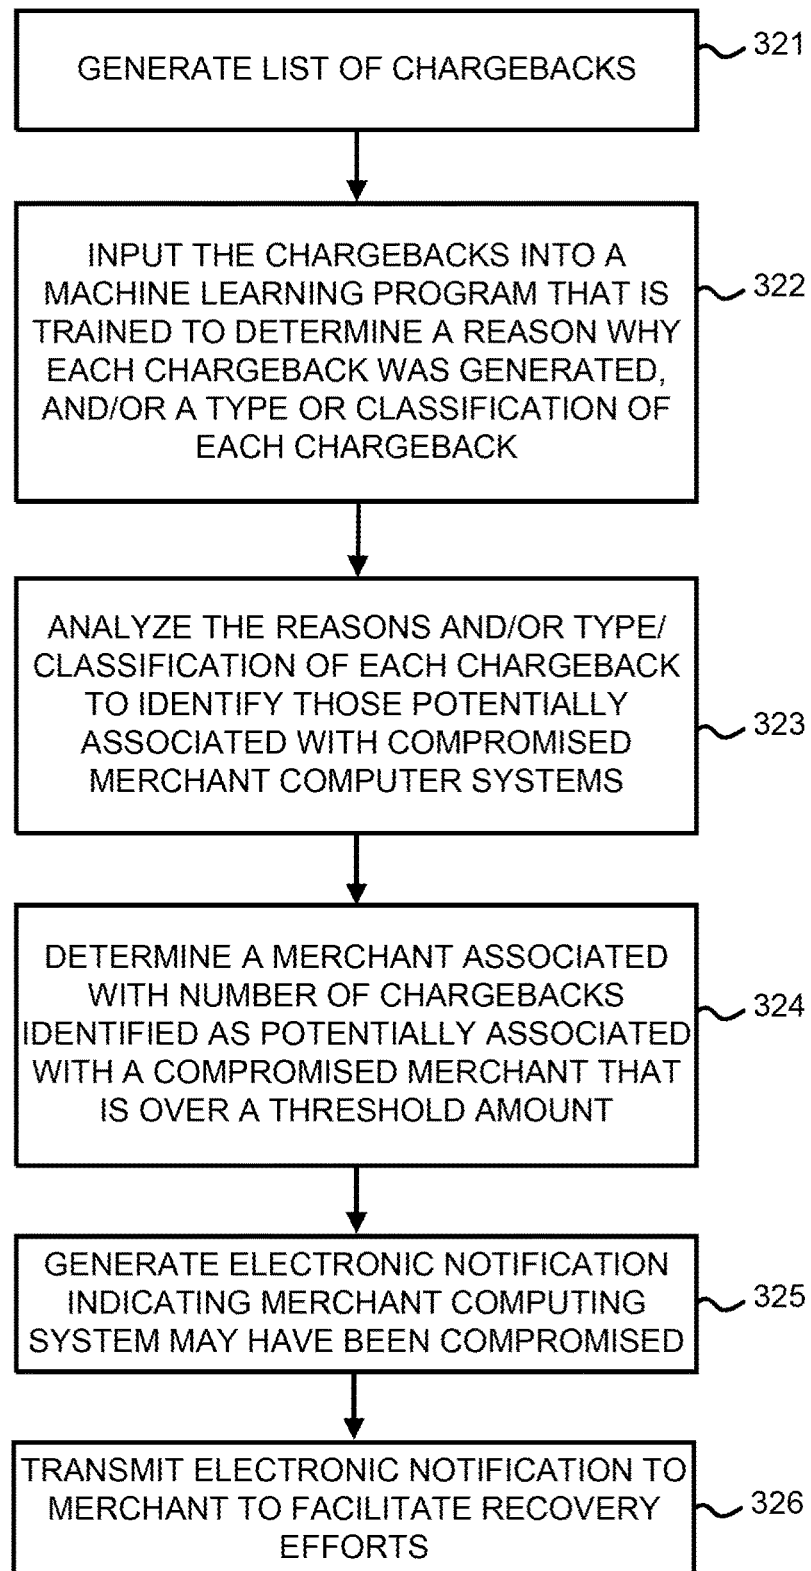 GENERATE LIST OF CHARGEBACKS
321
INPUT THE CHARGEBACKS INTO A
MACHINE LEARNING PROGRAM THAT IS
TRAINED TO DETERMINE A REASON WHY
EACH CHARGEBACK WAS GENERATED,
AND/OR A TYPE OR CLASSIFICATION OF
EACH CHARGEBACK
322
ANALYZE THE REASONS AND/OR TYPE/
CLASSIFICATION OF EACH CHARGEBACK
TO IDENTIFY THOSE POTENTIALLY
ASSOCIATED WITH COMPROMISED
MERCHANT COMPUTER SYSTEMS
323
DETERMINE A MERCHANT ASSOCIATED
WITH NUMBER OF CHARGEBACKS
IDENTIFIED AS POTENTIALLY ASSOCIATED
WITH A COMPROMISED MERCHANT THAT
IS OVER A THRESHOLD AMOUNT
324
GENERATE ELECTRONIC NOTIFICATION
INDICATING MERCHANT COMPUTING
SYSTEM MAY HAVE BEEN COMPROMISED
325
TRANSMIT ELECTRONIC NOTIFICATION TO
MERCHANT TO FACILITATE RECOVERY
EFFORTS
326